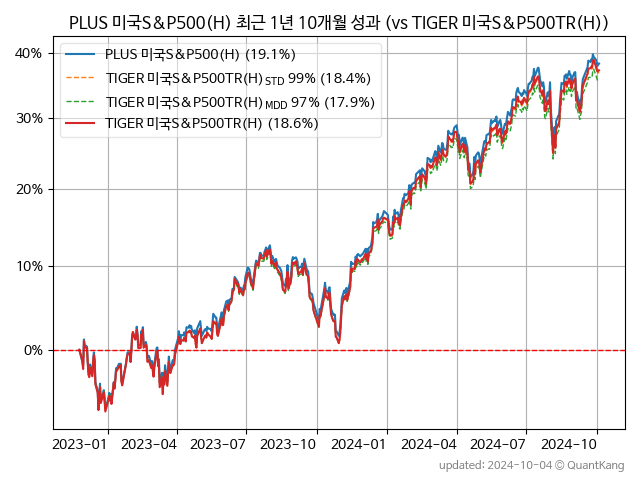 PLUS 미국S&P500(H) 최근 1년 10개월 성과 (vs TIGER 미국S&P500TR(H))
PLUS 미국S&P500(H) (19.1%)
TIGER 미국S&P500TR(H) STD 99% (18.4%)
TIGER 미국S&P500TR(H) MDD 97% (17.9%)
TIGER 미국S&P500TR(H) (18.6%)
40%
30%
20%
10%
0%
2023-01 2023-04 2023-07 2023-10 2024-01 2024-04 2024-07 2024-10
updated: 2024-10-04 © QuantKang